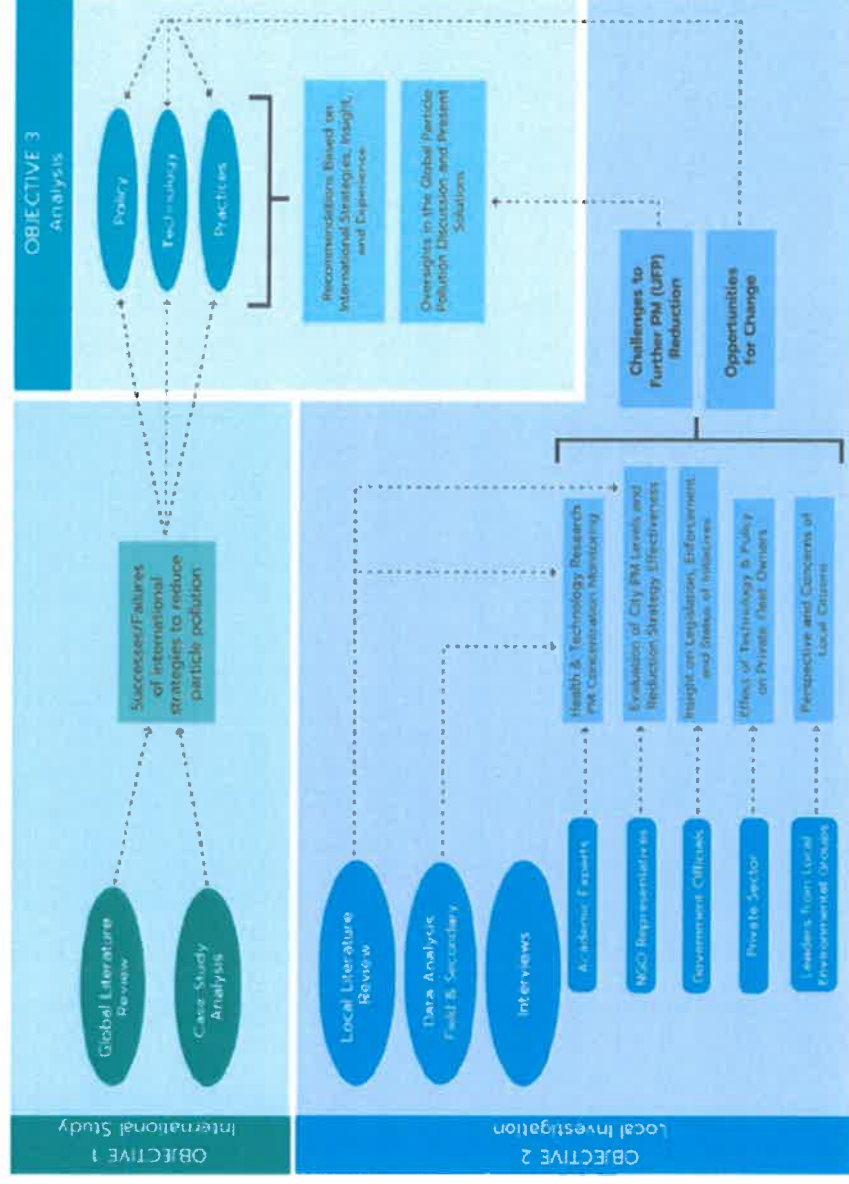 OBJECTIVE 1
International Study
Global Literature
Review
Case Study
Analysis
Successes/Failures
of international
strategies to reduce
particle pollution
OBJECTIVE 2
Local Investigation
Local Literature
Review
Data Analysis
Field & Secondary
Interviews
Academic Experts
NGO Representatives
Government Officials
Private Sector
Leaders from Local
Environmental Groups
Health & Technology Research
PM Concentration Monitoring
Evaluation of City PM Levels and
Reduction Strategy Effectiveness
Insight on Legislation, Enforcement
and Status of Initiatives
Effect of Technology & Policy
on Private Fleet Owners
Perspective and Concerns of
Local Citizens
Challenges to
Further PM (UFP)
Reduction
Opportunities
for Change
OBJECTIVE 3
Analysis
Policy
Technology
Practices
Recommendations Based on
International Strategies, Insight,
and Experience
Oversights in the Global Particle
Pollution Discussion and Present
Solutions